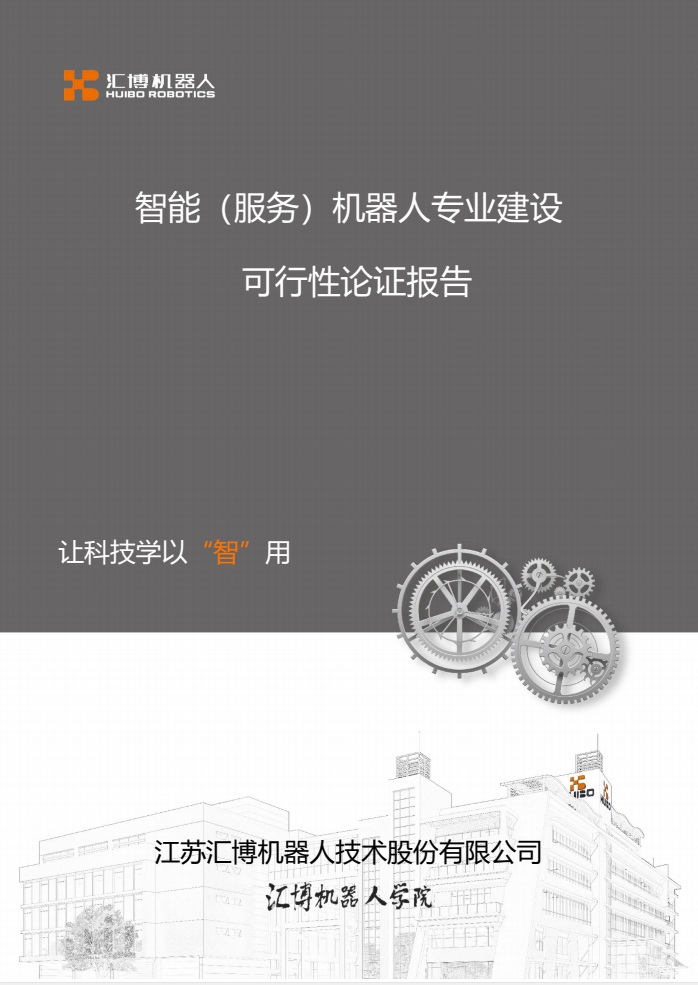 汇博机器人
HUIBO ROBOTICS
智能（服务）机器人专业建设
可行性论证报告
让科技学以“智”用
HUIBO
江苏汇博机器人技术股份有限公司
汇博机器人学院